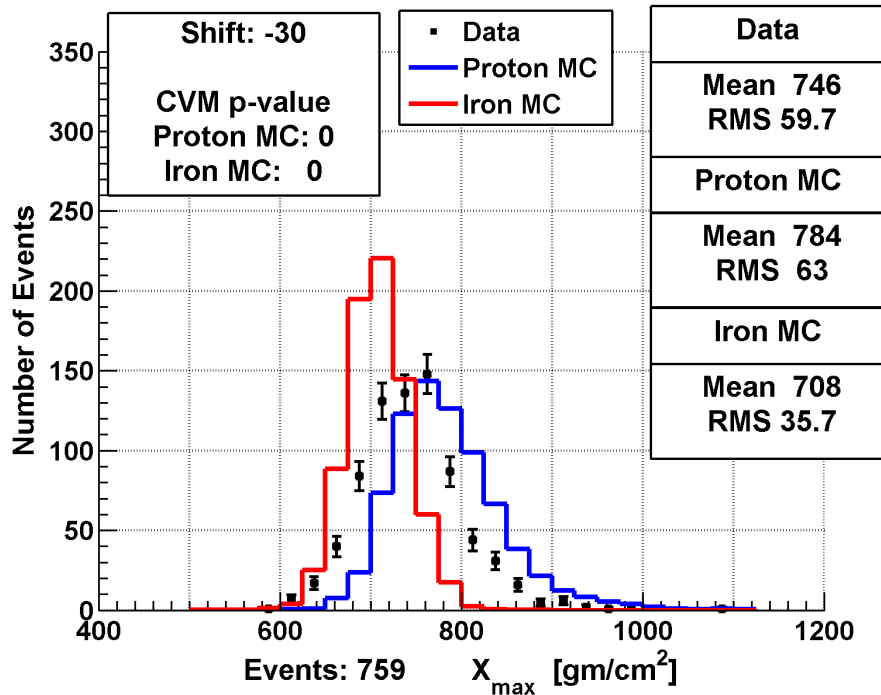 Shift: -30
CVM p-value
Proton MC: 0
Iron MC: 0
Data
Proton MC
Iron MC
Data
Mean 746
RMS 59.7
Proton MC
Mean 784
RMS 63
Iron MC
Mean 708
RMS 35.7
Number of Events
350
300
250
200
150
100
50
0
400
600
800
1000
1200
Events: 759
X_max [gm/cm²]